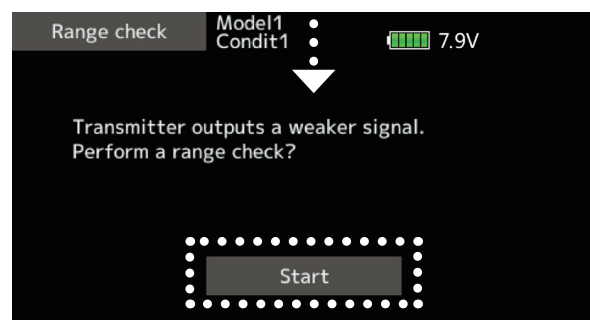 Range check
Model1
Condit1
7.9V
Transmitter outputs a weaker signal.
Perform a range check?
Start